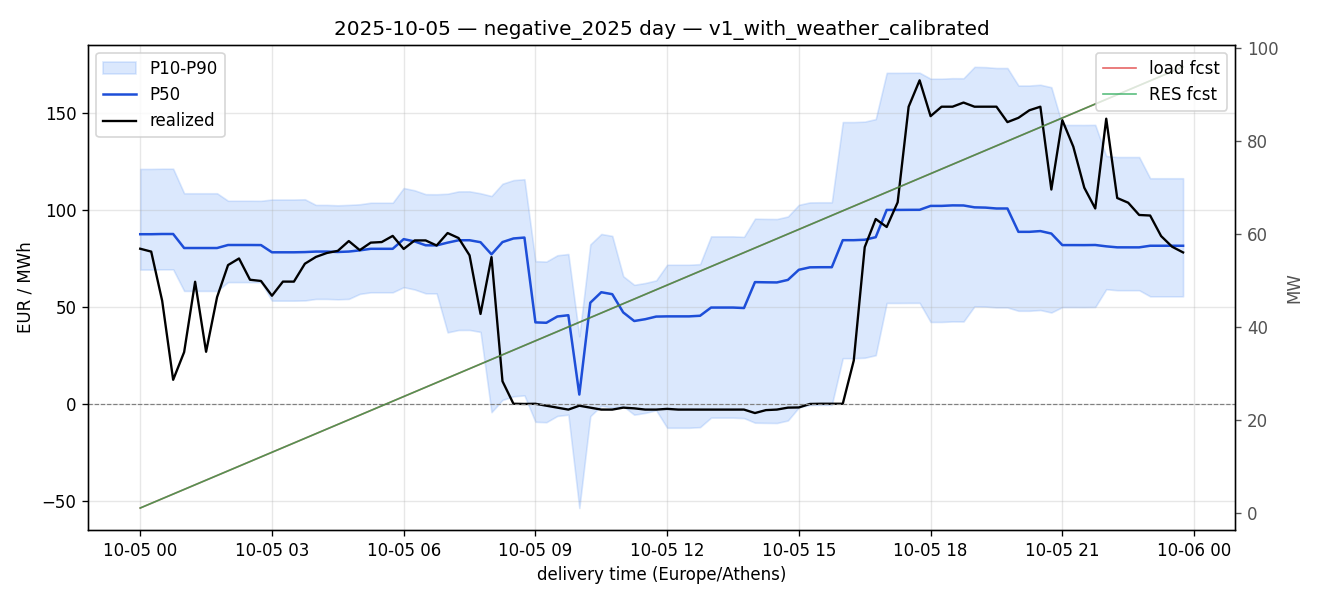 2025-10-05 — negative_2025 day — v1_with_weather_calibrated
P10-P90
P50
realized
load fcst
RES fcst
EUR / MWh
150
100
50
0
−50
100
80
60
40
20
0
MW
10-05 00
10-05 03
10-05 06
10-05 09
10-05 12
10-05 15
10-05 18
10-05 21
10-06 00
delivery time (Europe/Athens)